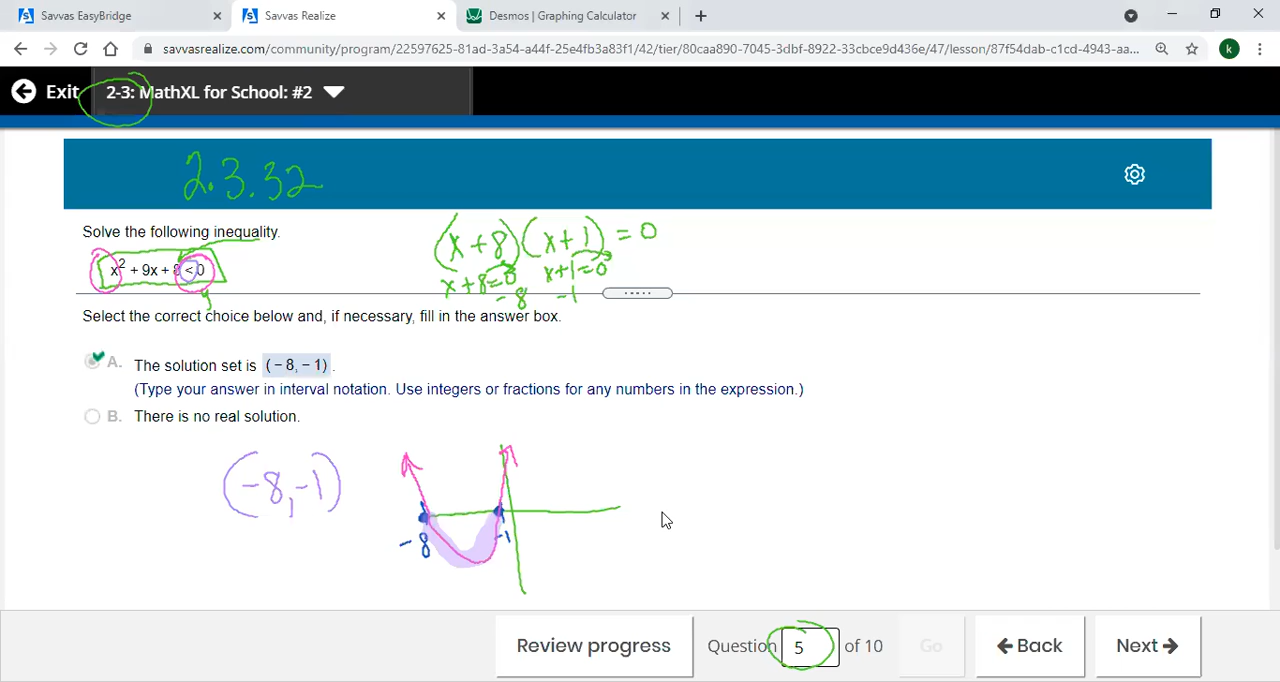 Savvas EasyBridge
Savvas Realize
Desmos | Graphing Calculator
savvasrealize.com/community/program/22597625-81ad-3a54-a44f-25e4fb3a83f1/42/tier/80caa890-7045-3dbf-8922-33cbce9d436e/47/lesson/87f54dab-c1cd-4943-aa...
k
Exit
2-3: MathXL for School: #2
2.3.32
Solve the following inequality.
(x+8)(x+1) = 0
x² + 9x + 8 < 0
x+8=0 x+1=0
-8 -1
Select the correct choice below and, if necessary, fill in the answer box.
A. The solution set is (−8,−1).
(Type your answer in interval notation. Use integers or fractions for any numbers in the expression.)
B. There is no real solution.
(-8,-1)
-8 -1
Review progress
Question 5 of 10
Go
Back
Next